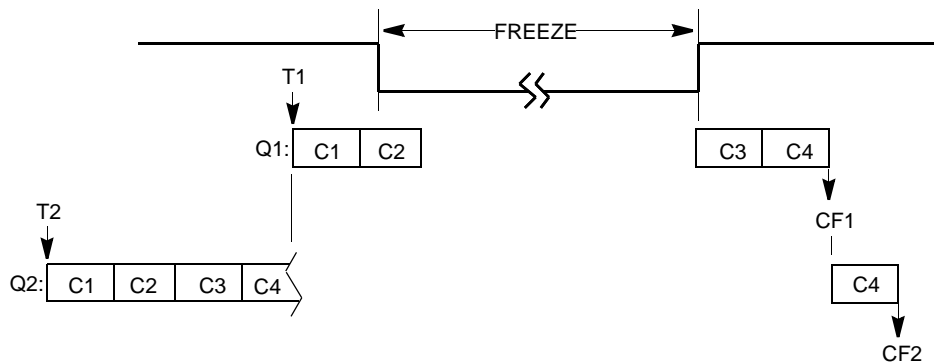 FREEZE
T1
Q1: C1 C2 C3 C4
T2
CF1
Q2: C1 C2 C3 C4 C4
CF2